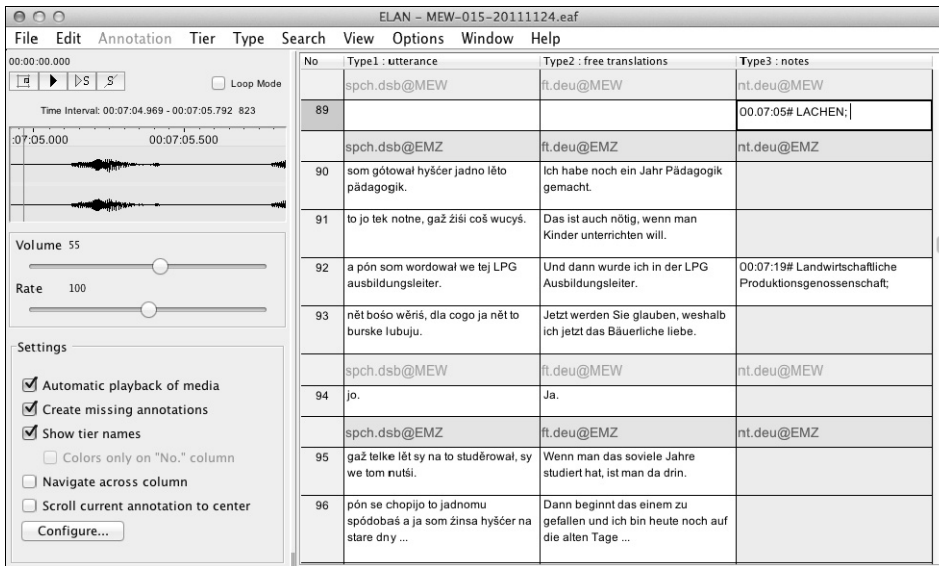 ELAN – MEW-015-20111124.eaf
File Edit Annotation Tier Type Search View Options Window Help
00:00:00.000
S S
Loop Mode
Time Interval: 00:07:04.969 - 00:07:05.792 823
:07:05.000 00:07:05.500
Volume 55
Rate 100
Settings
Automatic playback of media
Create missing annotations
Show tier names
Colors only on "No." column
Navigate across column
Scroll current annotation to center
Configure...
No Type1 : utterance Type2 : free translations Type3 : notes
spch.dsb@MEW ft.deu@MEW nt.deu@MEW
89 00.07:05# LACHEN;
spch.dsb@EMZ ft.deu@EMZ nt.deu@EMZ
90 som gótował hyšćer jadno lěto Ich habe noch ein Jahr Pädagogik
pädagogik. gemacht.
91 to jo tek notne, gaž źiśi coš wucyś. Das ist auch nötig, wenn man
Kinder unterrichten will.
92 a pón som wordował we tej LPG Und dann wurde ich in der LPG 00:07:19# Landwirtschaftliche
ausbildungsleiter. Ausbildungsleiter. Produktionsgenossenschaft;
93 nět bośo wěriś, dla cogo ja nět to Jetzt werden Sie glauben, weshalb
burske lubuju. ich jetzt das Bäuerliche liebe.
spch.dsb@MEW ft.deu@MEW nt.deu@MEW
94 jo. Ja.
spch.dsb@EMZ ft.deu@EMZ nt.deu@EMZ
95 gaž telke lět sy na to studěrował, sy Wenn man das soviele Jahre
we tom nutśi. studiert hat, ist man da drin.
96 pón se chopijo to jadnomu Dann beginnt das einem zu
spódobaś a ja som źinsa hyšćer na gefallen und ich bin heute noch auf
stare dny ... die alten Tage ...